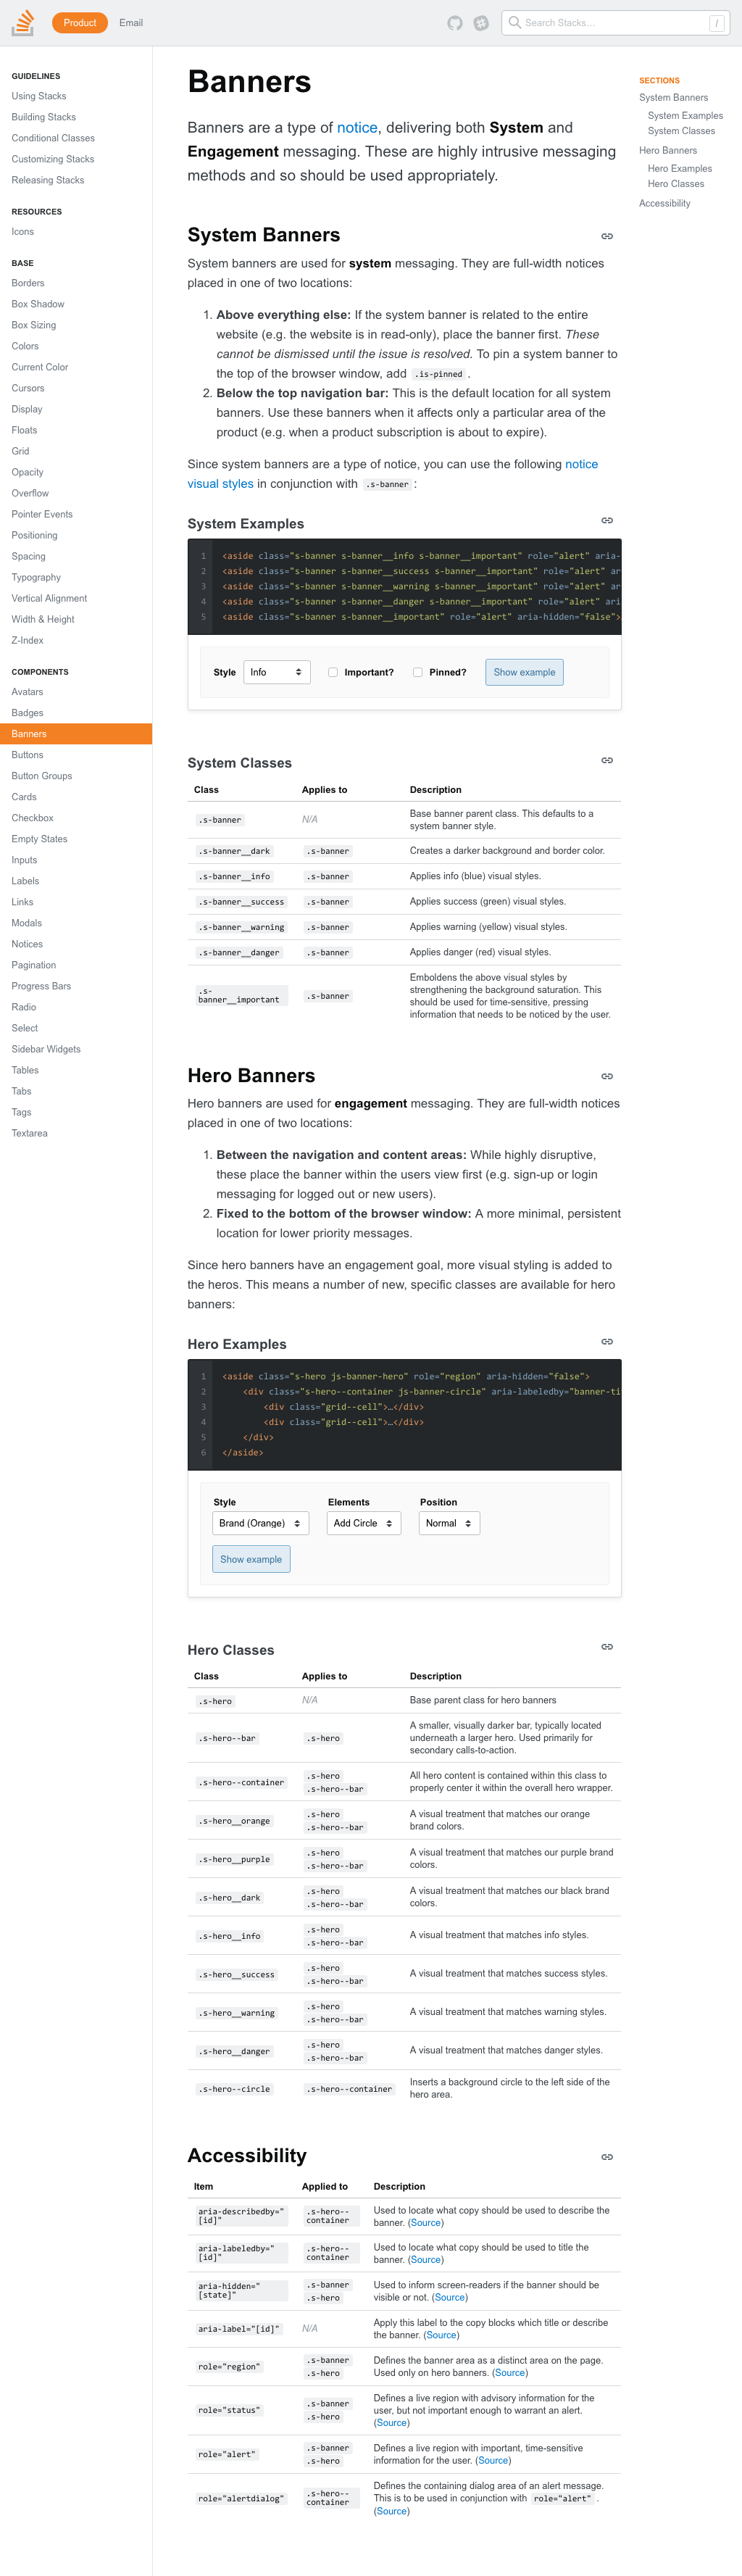 Product
Email
Search Stacks…
/
GUIDELINES
Using Stacks
Building Stacks
Conditional Classes
Customizing Stacks
Releasing Stacks
RESOURCES
Icons
BASE
Borders
Box Shadow
Box Sizing
Colors
Current Color
Cursors
Display
Floats
Grid
Opacity
Overflow
Pointer Events
Positioning
Spacing
Typography
Vertical Alignment
Width & Height
Z-Index
COMPONENTS
Avatars
Badges
Banners
Buttons
Button Groups
Cards
Checkbox
Empty States
Inputs
Labels
Links
Modals
Notices
Pagination
Progress Bars
Radio
Select
Sidebar Widgets
Tables
Tabs
Tags
Textarea
Banners
Banners are a type of notice, delivering both System and
Engagement messaging. These are highly intrusive messaging
methods and so should be used appropriately.
System Banners
System banners are used for system messaging. They are full-width notices
placed in one of two locations:
1. Above everything else: If the system banner is related to the entire
website (e.g. the website is in read-only), place the banner first. These
cannot be dismissed until the issue is resolved. To pin a system banner to
the top of the browser window, add .is-pinned .
2. Below the top navigation bar: This is the default location for all system
banners. Use these banners when it affects only a particular area of the
product (e.g. when a product subscription is about to expire).
Since system banners are a type of notice, you can use the following notice
visual styles in conjunction with .s-banner :
System Examples
1 <aside class="s-banner s-banner__info s-banner__important" role="alert" aria-
2 <aside class="s-banner s-banner__success s-banner__important" role="alert" ar
3 <aside class="s-banner s-banner__warning s-banner__important" role="alert" ar
4 <aside class="s-banner s-banner__danger s-banner__important" role="alert" ari
5 <aside class="s-banner s-banner__important" role="alert" aria-hidden="false">
Style Info Important? Pinned? Show example
System Classes
Class Applies to Description
.s-banner N/A Base banner parent class. This defaults to a
system banner style.
.s-banner__dark .s-banner Creates a darker background and border color.
.s-banner__info .s-banner Applies info (blue) visual styles.
.s-banner__success .s-banner Applies success (green) visual styles.
.s-banner__warning .s-banner Applies warning (yellow) visual styles.
.s-banner__danger .s-banner Applies danger (red) visual styles.
.s-
banner__important .s-banner Emboldens the above visual styles by
strengthening the background saturation. This
should be used for time-sensitive, pressing
information that needs to be noticed by the user.
Hero Banners
Hero banners are used for engagement messaging. They are full-width notices
placed in one of two locations:
1. Between the navigation and content areas: While highly disruptive,
these place the banner within the users view first (e.g. sign-up or login
messaging for logged out or new users).
2. Fixed to the bottom of the browser window: A more minimal, persistent
location for lower priority messages.
Since hero banners have an engagement goal, more visual styling is added to
the heros. This means a number of new, specific classes are available for hero
banners:
Hero Examples
1 <aside class="s-hero js-banner-hero" role="region" aria-hidden="false">
2 <div class="s-hero--container js-banner-circle" aria-labeledby="banner-ti
3 <div class="grid--cell">…</div>
4 <div class="grid--cell">…</div>
5 </div>
6 </aside>
Style Elements Position
Brand (Orange) Add Circle Normal
Show example
Hero Classes
Class Applies to Description
.s-hero N/A Base parent class for hero banners
.s-hero--bar .s-hero A smaller, visually darker bar, typically located
underneath a larger hero. Used primarily for
secondary calls-to-action.
.s-hero--container .s-hero .s-hero--bar All hero content is contained within this class to
properly center it within the overall hero wrapper.
.s-hero__orange .s-hero .s-hero--bar A visual treatment that matches our orange
brand colors.
.s-hero__purple .s-hero .s-hero--bar A visual treatment that matches our purple brand
colors.
.s-hero__dark .s-hero .s-hero--bar A visual treatment that matches our black brand
colors.
.s-hero__info .s-hero .s-hero--bar A visual treatment that matches info styles.
.s-hero__success .s-hero .s-hero--bar A visual treatment that matches success styles.
.s-hero__warning .s-hero .s-hero--bar A visual treatment that matches warning styles.
.s-hero__danger .s-hero .s-hero--bar A visual treatment that matches danger styles.
.s-hero--circle .s-hero--container Inserts a background circle to the left side of the
hero area.
Accessibility
Item Applied to Description
aria-describedby="
[id]" .s-hero--
container Used to locate what copy should be used to describe the
banner. (Source)
aria-labeledby="
[id]" .s-hero--
container Used to locate what copy should be used to title the
banner. (Source)
aria-hidden="
[state]" .s-banner .s-hero Used to inform screen-readers if the banner should be
visible or not. (Source)
aria-label="[id]" N/A Apply this label to the copy blocks which title or describe
the banner. (Source)
role="region" .s-banner .s-hero Defines the banner area as a distinct area on the page.
Used only on hero banners. (Source)
role="status" .s-banner .s-hero Defines a live region with advisory information for the
user, but not important enough to warrant an alert.
(Source)
role="alert" .s-banner .s-hero Defines a live region with important, time-sensitive
information for the user. (Source)
role="alertdialog" .s-hero--
container Defines the containing dialog area of an alert message.
This is to be used in conjunction with role="alert" .
(Source)
SECTIONS
System Banners
System Examples
System Classes
Hero Banners
Hero Examples
Hero Classes
Accessibility